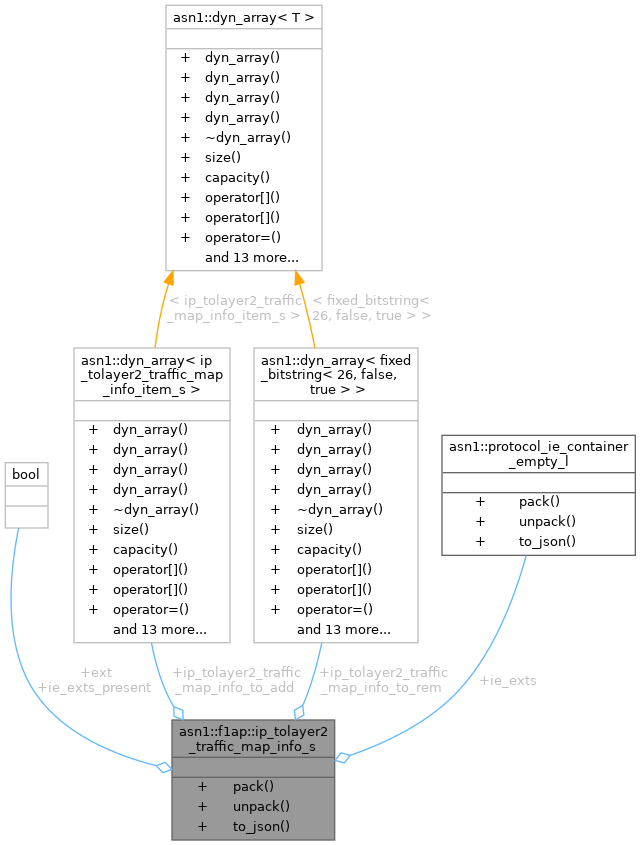 asn1::dyn_array< T >
+ dyn_array()
+ dyn_array()
+ dyn_array()
+ dyn_array()
+ ~dyn_array()
+ size()
+ capacity()
+ operator[]()
+ operator[]()
+ operator=()
and 13 more...
< ip_tolayer2_traffic
_map_info_item_s >
< fixed_bitstring<
26, false, true > >
asn1::dyn_array< ip
_tolayer2_traffic_map
_info_item_s >
+ dyn_array()
+ dyn_array()
+ dyn_array()
+ dyn_array()
+ ~dyn_array()
+ size()
+ capacity()
+ operator[]()
+ operator[]()
+ operator=()
and 13 more...
asn1::dyn_array< fixed
_bitstring< 26, false,
true > >
+ dyn_array()
+ dyn_array()
+ dyn_array()
+ dyn_array()
+ ~dyn_array()
+ size()
+ capacity()
+ operator[]()
+ operator[]()
+ operator=()
and 13 more...
asn1::protocol_ie_container
_empty_l
+ pack()
+ unpack()
+ to_json()
bool
+ext
+ie_exts_present
+ip_tolayer2_traffic
_map_info_to_add
+ip_tolayer2_traffic
_map_info_to_rem
+ie_exts
asn1::f1ap::ip_tolayer2
_traffic_map_info_s
+ pack()
+ unpack()
+ to_json()